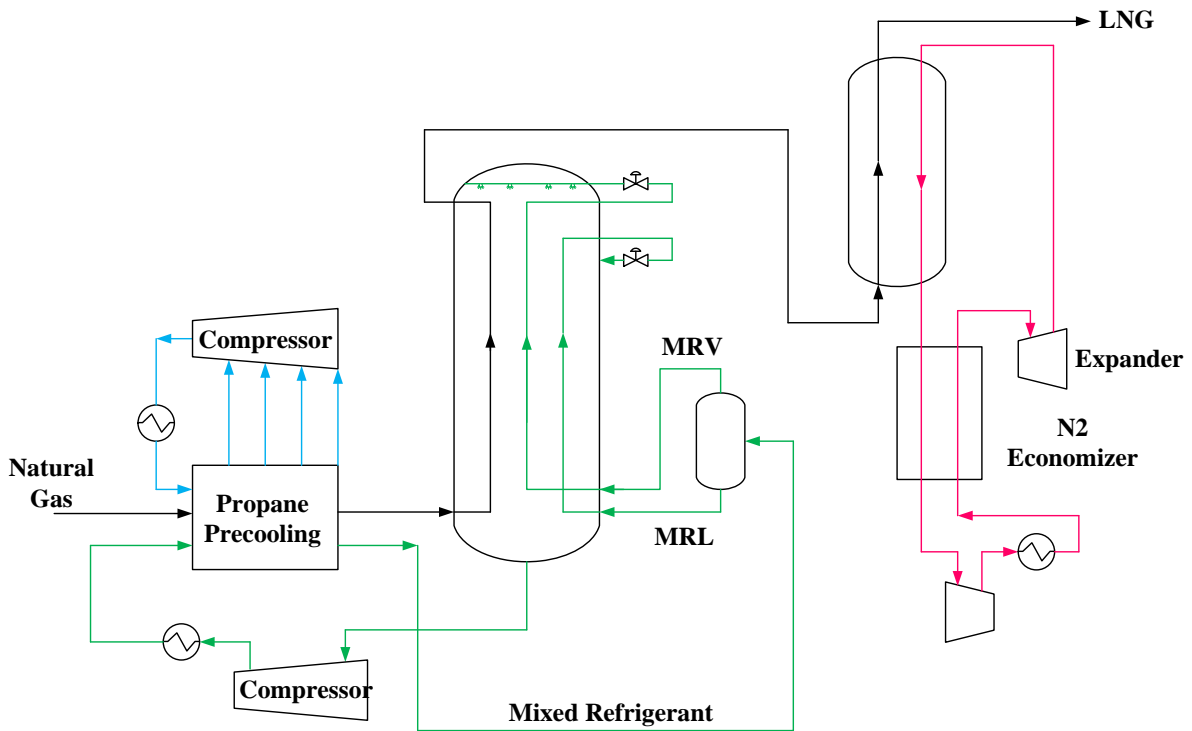 LNG
Compressor
MRV
Expander
N2
Economizer
Natural
Gas
Propane
Precooling
MRL
Compressor
Mixed Refrigerant